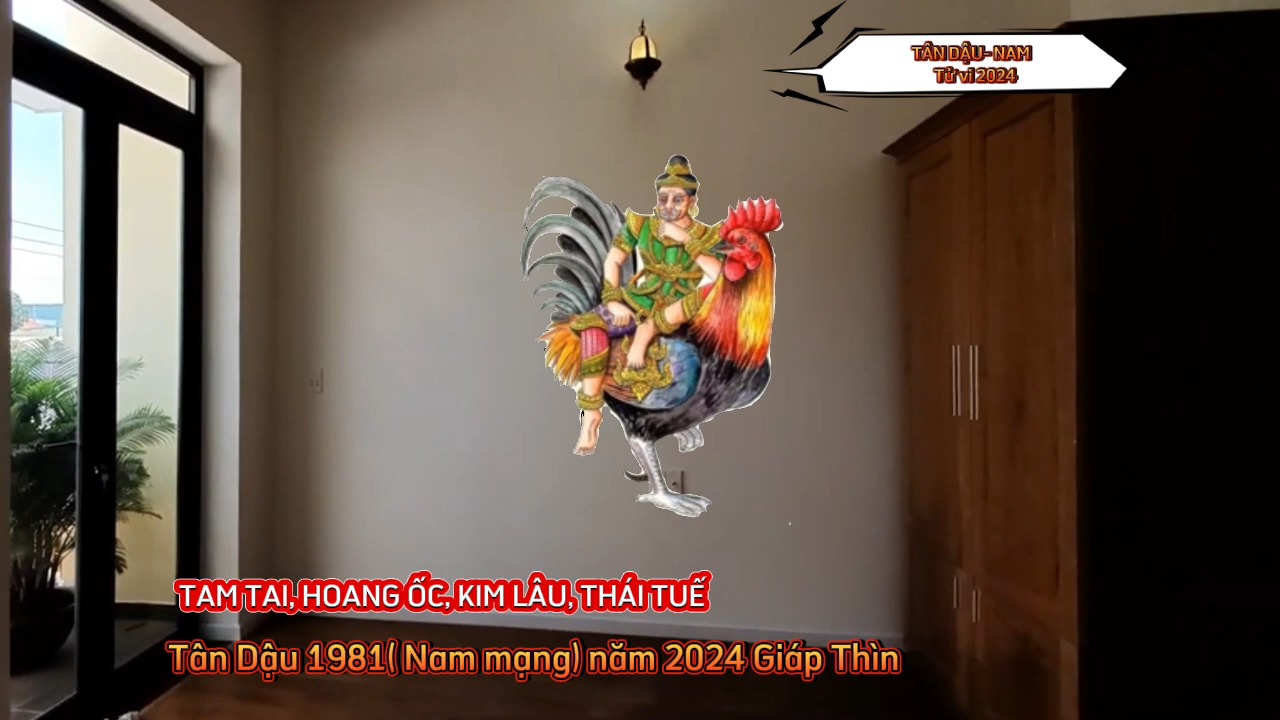 TÂN DẬU- NAM
Tử vi 2024
TAM TAI, HOANG ỐC, KIM LÂU, THÁI TUẾ
Tân Dậu 1981( Nam mạng) năm 2024 Giáp Thìn